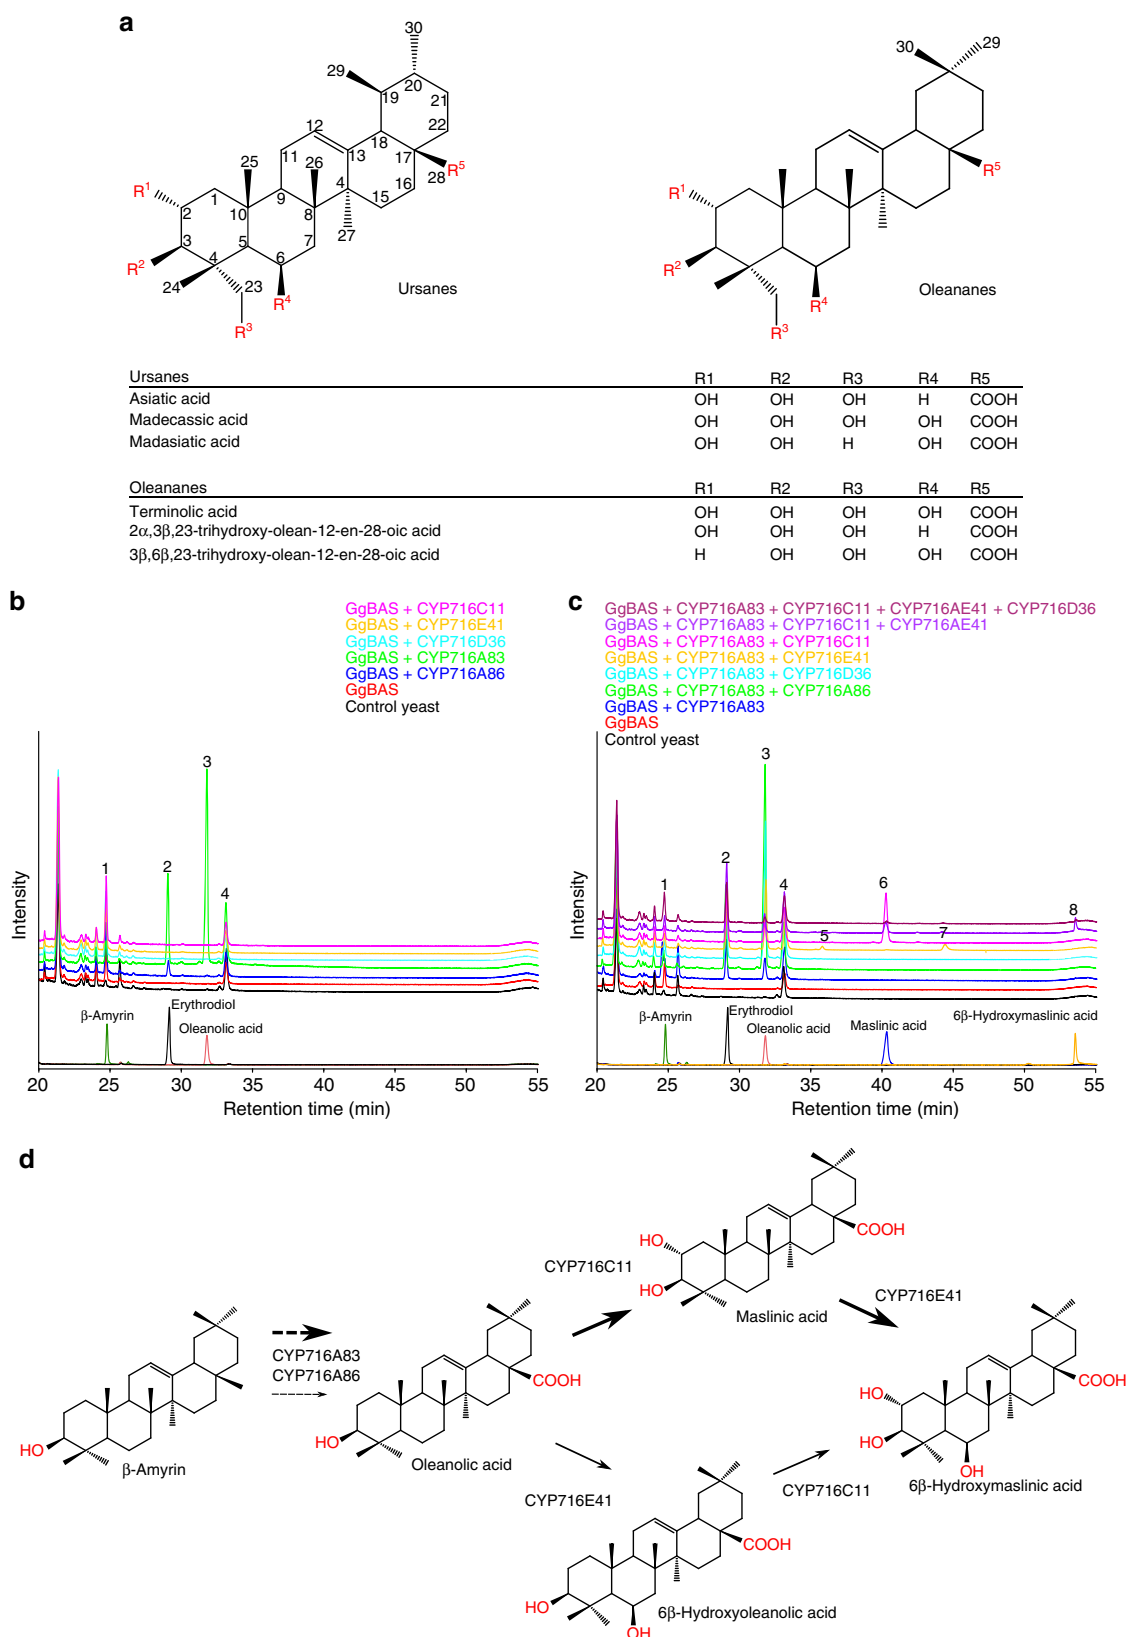 a
30
29
20
19
21
12
22
18
11
13
17
R⁵
25
26
28
R¹
1
9
4
16
15
2
10
8
27
3
5
7
R²
4
6
24
23
R⁴
R³
Ursanes
30
29
R⁵
R¹
R²
R⁴
R³
Oleananes
Ursanes R1 R2 R3 R4 R5
Asiatic acid OH OH OH H COOH
Madecassic acid OH OH OH OH COOH
Madasiatic acid OH OH H OH COOH
Oleananes R1 R2 R3 R4 R5
Terminolic acid OH OH OH OH COOH
2α,3β,23-trihydroxy-olean-12-en-28-oic acid OH OH OH H COOH
3β,6β,23-trihydroxy-olean-12-en-28-oic acid H OH OH OH COOH
b
GgBAS + CYP716C11
GgBAS + CYP716E41
GgBAS + CYP716D36
GgBAS + CYP716A83
GgBAS + CYP716A86
GgBAS
Control yeast
3
1
2
4
Intensity
β-Amyrin
Erythrodiol
Oleanolic acid
20 25 30 35 40 45 50 55
Retention time (min)
c
GgBAS + CYP716A83 + CYP716C11 + CYP716AE41 + CYP716D36
GgBAS + CYP716A83 + CYP716C11 + CYP716AE41
GgBAS + CYP716A83 + CYP716C11
GgBAS + CYP716A83 + CYP716E41
GgBAS + CYP716A83 + CYP716D36
GgBAS + CYP716A83 + CYP716A86
GgBAS + CYP716A83
GgBAS
Control yeast
3
2
1
4
6
5
7
8
Intensity
β-Amyrin
Erythrodiol
Oleanolic acid
Maslinic acid
6β-Hydroxymaslinic acid
20 25 30 35 40 45 50 55
Retention time (min)
d
HO
β-Amyrin
CYP716A83
CYP716A86
COOH
HO
Oleanolic acid
CYP716C11
COOH
HO
HO
Maslinic acid
CYP716E41
CYP716E41
COOH
HO
OH
6β-Hydroxyoleanolic acid
CYP716C11
COOH
HO
HO
OH
6β-Hydroxymaslinic acid